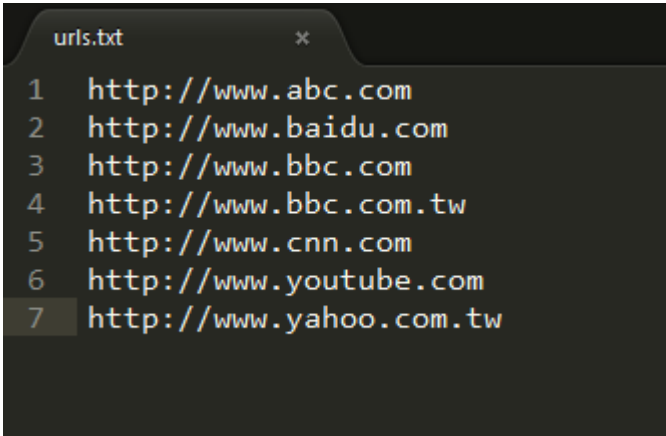 urls.txt ×
1 http://www.abc.com
2 http://www.baidu.com
3 http://www.bbc.com
4 http://www.bbc.com.tw
5 http://www.cnn.com
6 http://www.youtube.com
7 http://www.yahoo.com.tw